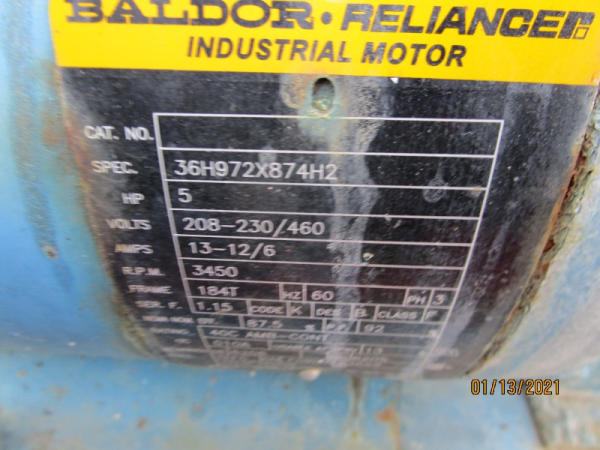 BALDOR · RELIANCE
INDUSTRIAL MOTOR
CAT. NO.
SPEC. 36H972X874H2
HP 5
VOLTS 208-230/460
AMPS 13-12/6
R.P.M. 3450
FRAME 184T HZ 60 PH 3
SER. F. 1.15 CODE K DES B CLASS F
87.5 % P.F. 92
40C AMB-CONT
01/13/2021